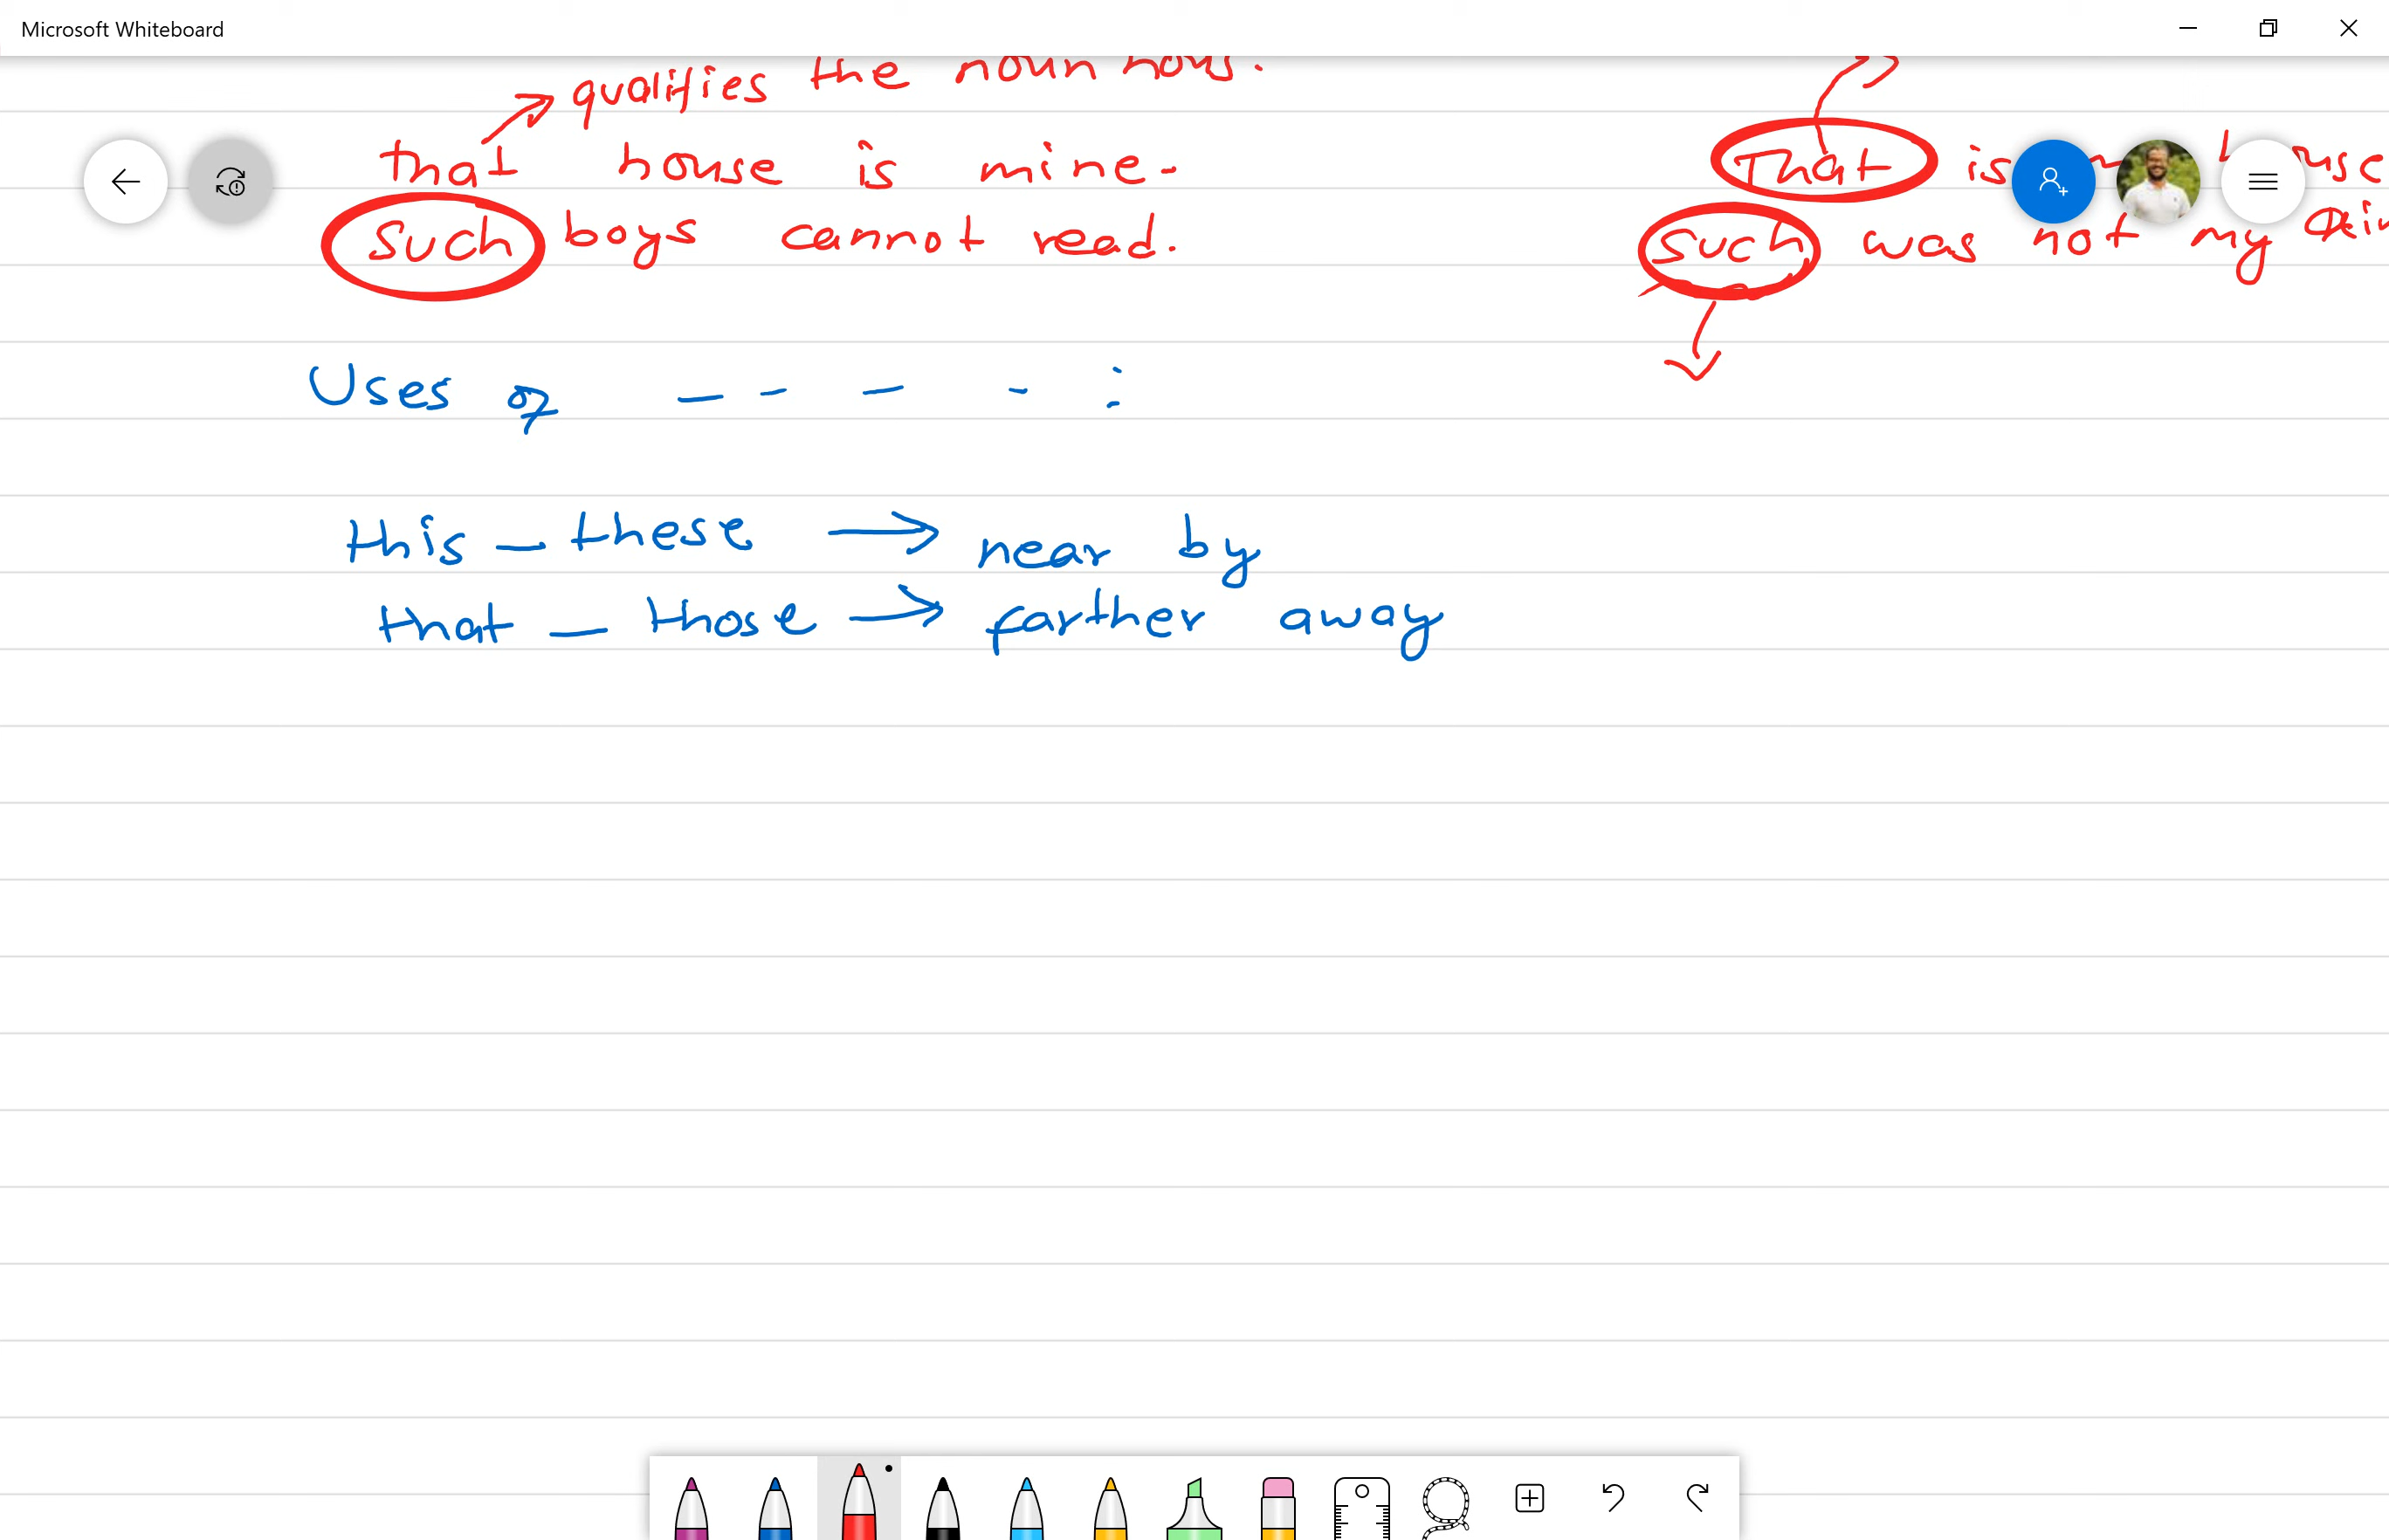 Microsoft Whiteboard
qualifies the noun
that house is mine.
Such boys cannot read.
That is
Such was not my
Uses of - - - - :
this - these → near by
that - those → farther away